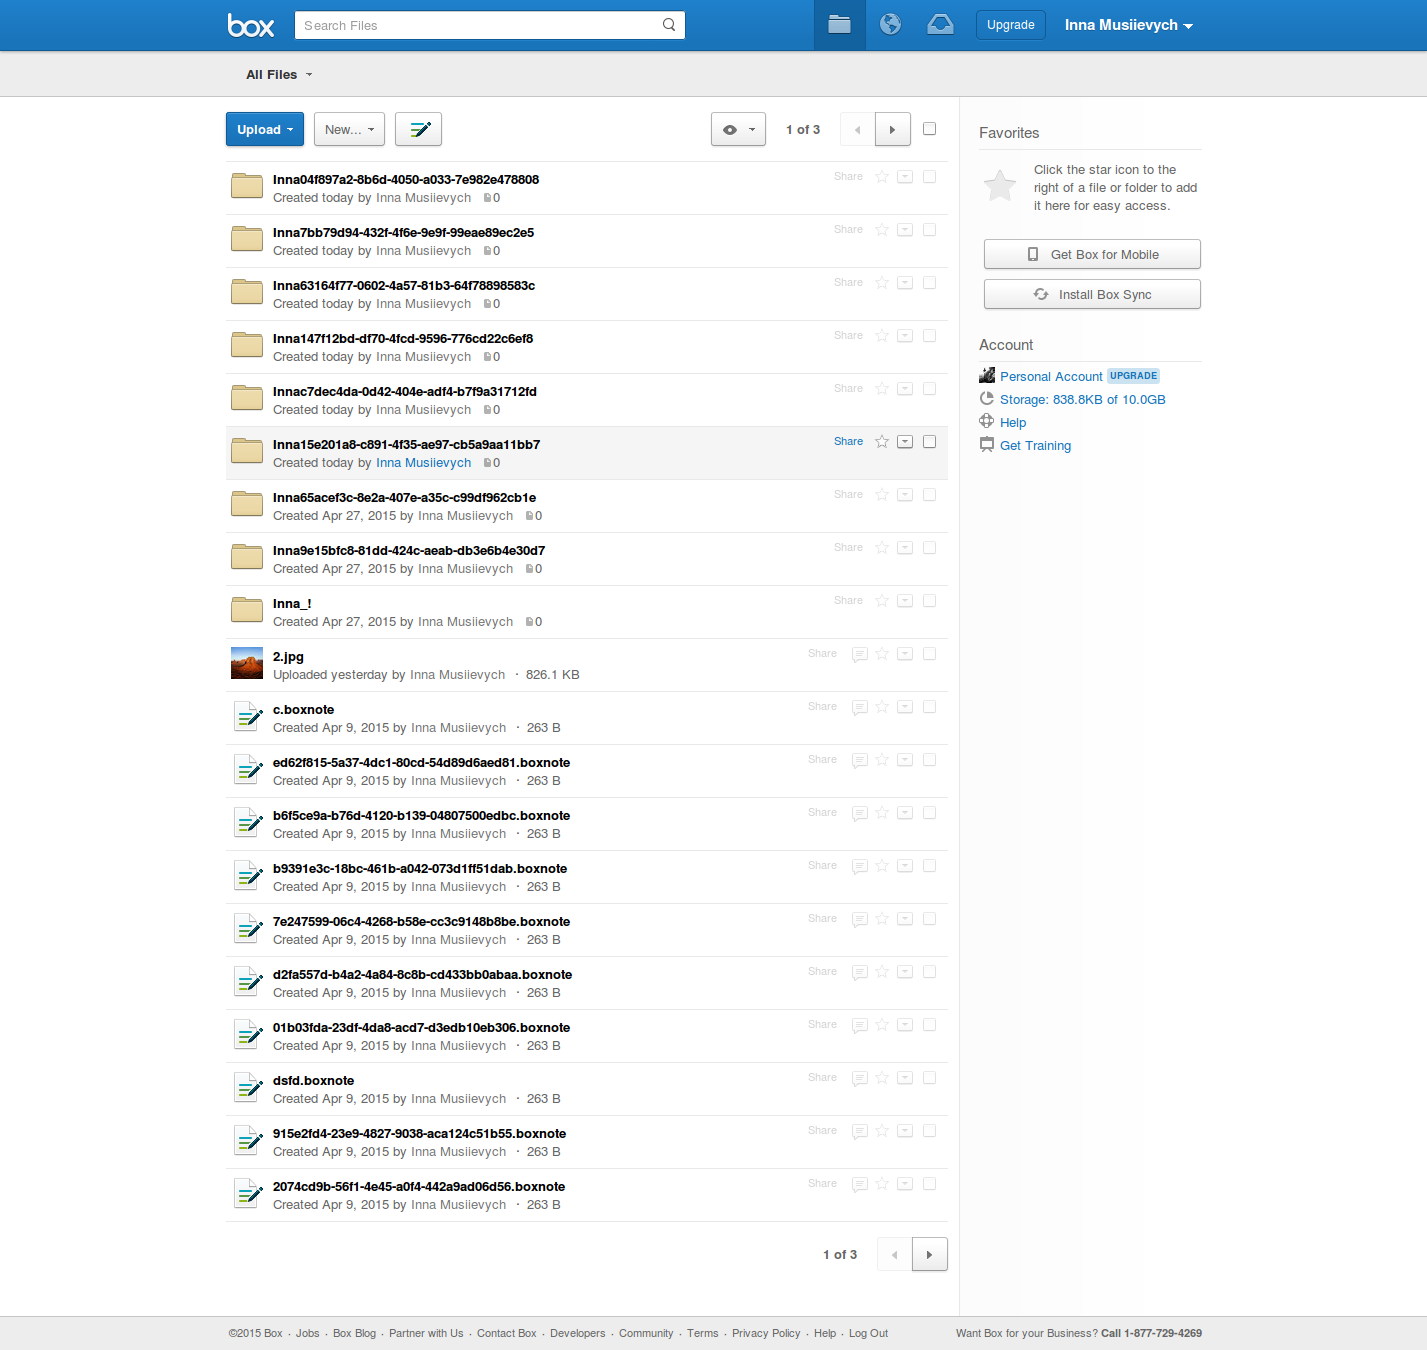 box Search Files Upgrade Inna Musiievych
All Files
Upload New... 1 of 3
Inna04f897a2-8b6d-4050-a033-7e982e478808 Share
Created today by Inna Musiievych 0
Inna7bb79d94-432f-4f6e-9e9f-99eae89ec2e5 Share
Created today by Inna Musiievych 0
Inna63164f77-0602-4a57-81b3-64f78898583c Share
Created today by Inna Musiievych 0
Inna147f12bd-df70-4fcd-9596-776cd22c6ef8 Share
Created today by Inna Musiievych 0
Innac7dec4da-0d42-404e-adf4-b7f9a31712fd Share
Created today by Inna Musiievych 0
Inna15e201a8-c891-4f35-ae97-cb5a9aa11bb7 Share
Created today by Inna Musiievych 0
Inna65acef3c-8e2a-407e-a35c-c99df962cb1e Share
Created Apr 27, 2015 by Inna Musiievych 0
Inna9e15bfc8-81dd-424c-aeab-db3e6b4e30d7 Share
Created Apr 27, 2015 by Inna Musiievych 0
Inna_! Share
Created Apr 27, 2015 by Inna Musiievych 0
2.jpg Share
Uploaded yesterday by Inna Musiievych · 826.1 KB
c.boxnote Share
Created Apr 9, 2015 by Inna Musiievych · 263 B
ed62f815-5a37-4dc1-80cd-54d89d6aed81.boxnote Share
Created Apr 9, 2015 by Inna Musiievych · 263 B
b6f5ce9a-b76d-4120-b139-04807500edbc.boxnote Share
Created Apr 9, 2015 by Inna Musiievych · 263 B
b9391e3c-18bc-461b-a042-073d1ff51dab.boxnote Share
Created Apr 9, 2015 by Inna Musiievych · 263 B
7e247599-06c4-4268-b58e-cc3c9148b8be.boxnote Share
Created Apr 9, 2015 by Inna Musiievych · 263 B
d2fa557d-b4a2-4a84-8c8b-cd433bb0abaa.boxnote Share
Created Apr 9, 2015 by Inna Musiievych · 263 B
01b03fda-23df-4da8-acd7-d3edb10eb306.boxnote Share
Created Apr 9, 2015 by Inna Musiievych · 263 B
dsfd.boxnote Share
Created Apr 9, 2015 by Inna Musiievych · 263 B
915e2fd4-23e9-4827-9038-aca124c51b55.boxnote Share
Created Apr 9, 2015 by Inna Musiievych · 263 B
2074cd9b-56f1-4e45-a0f4-442a9ad06d56.boxnote Share
Created Apr 9, 2015 by Inna Musiievych · 263 B
1 of 3
Favorites
Click the star icon to the
right of a file or folder to add
it here for easy access.
Get Box for Mobile
Install Box Sync
Account
Personal Account UPGRADE
Storage: 838.8KB of 10.0GB
Help
Get Training
©2015 Box · Jobs · Box Blog · Partner with Us · Contact Box · Developers · Community · Terms · Privacy Policy · Help · Log Out Want Box for your Business? Call 1-877-729-4269